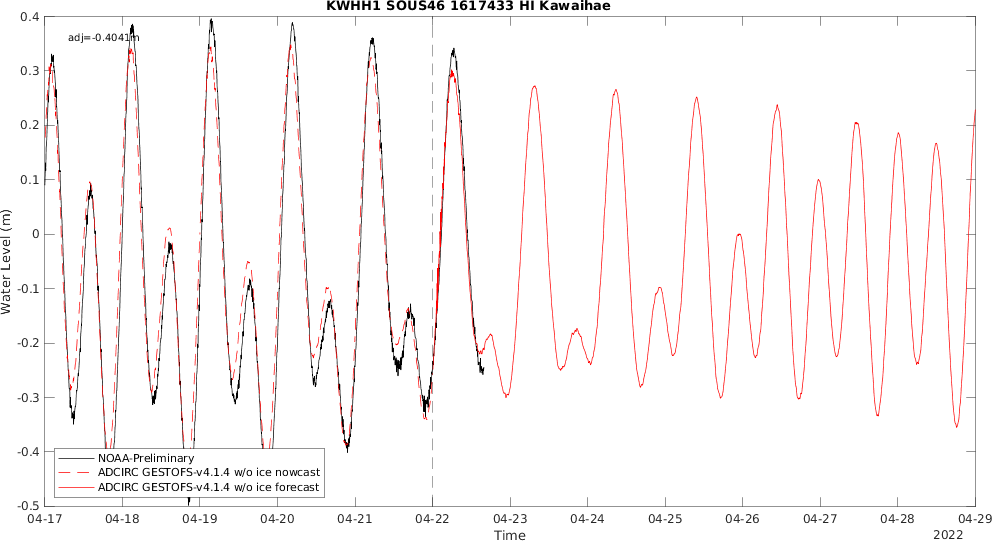 KWHH1 SOUS46 1617433 HI Kawaihae
adj=-0.4041m
0.4
0.3
0.2
0.1
0
-0.1
-0.2
-0.3
-0.4
-0.5
Water Level (m)
NOAA-Preliminary
ADCIRC GESTOFS-v4.1.4 w/o ice nowcast
ADCIRC GESTOFS-v4.1.4 w/o ice forecast
04-17 04-18 04-19 04-20 04-21 04-22 04-23 04-24 04-25 04-26 04-27 04-28 04-29
Time
2022